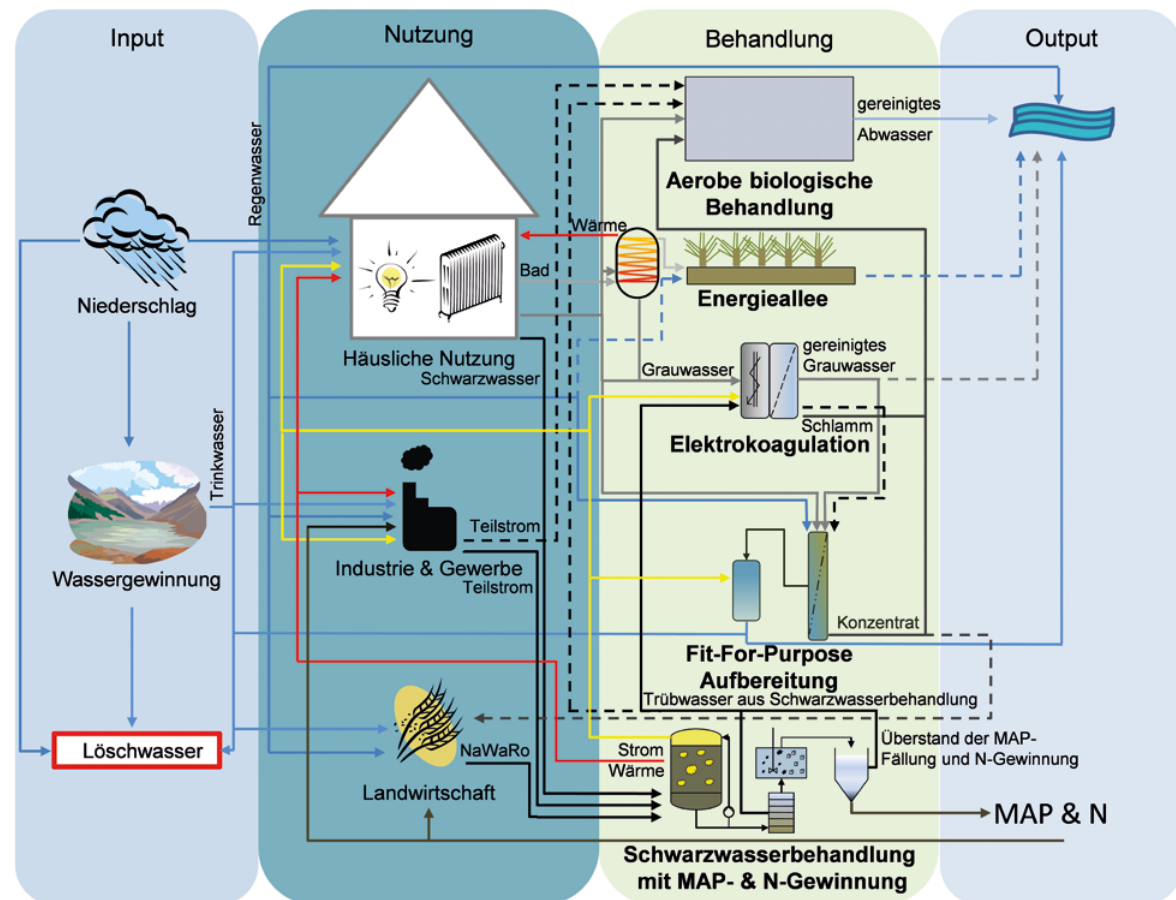 Input
Nutzung
Behandlung
Output
Regenwasser
gereinigtes
Abwasser
Aerobe biologische
Behandlung
Niederschlag
Wärme
Bad
Energieallee
Häusliche Nutzung
Schwarzwasser
Grauwasser
gereinigtes
Grauwasser
Schlamm
Elektrokoagulation
Trinkwasser
Wassergewinnung
Teilstrom
Industrie & Gewerbe
Teilstrom
Konzentrat
Fit-For-Purpose
Aufbereitung
Trübwasser aus Schwarzwasserbehandlung
Löschwasser
NaWaRo
Landwirtschaft
Strom
Wärme
Überstand der MAP-
Fällung und N-Gewinnung
MAP & N
Schwarzwasserbehandlung
mit MAP- & N-Gewinnung